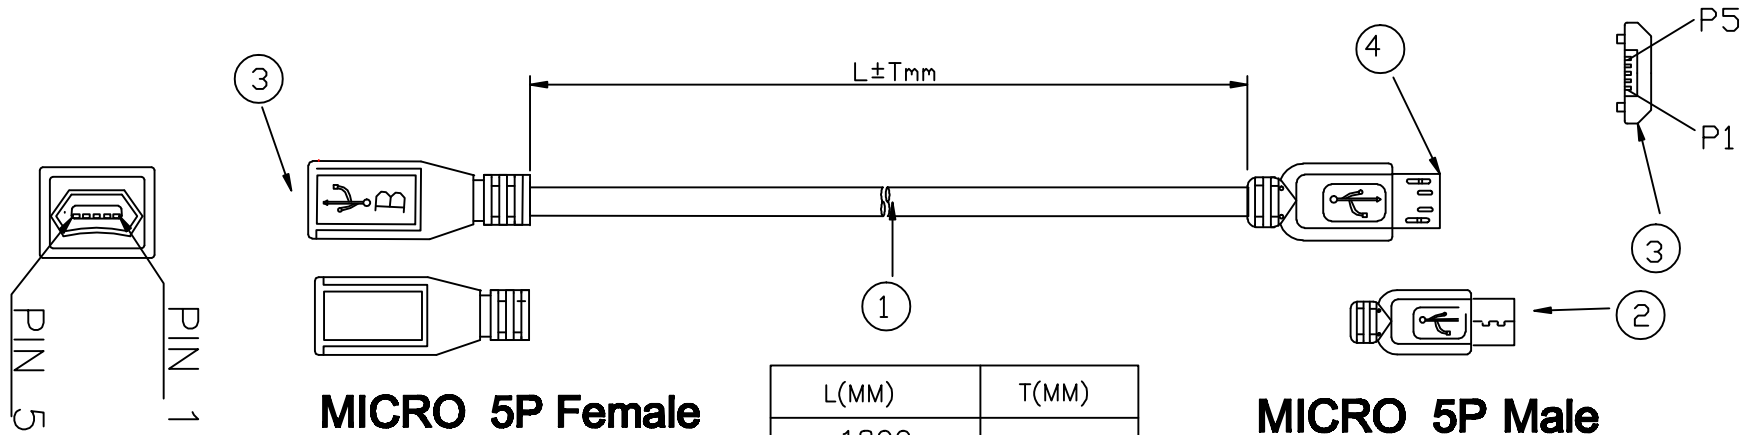 P5
4
L±Tmm
3
P1
B
3
1
2
PIN 5
PIN 1
L(MM) T(MM)
MICRO 5P Female
MICRO 5P Male